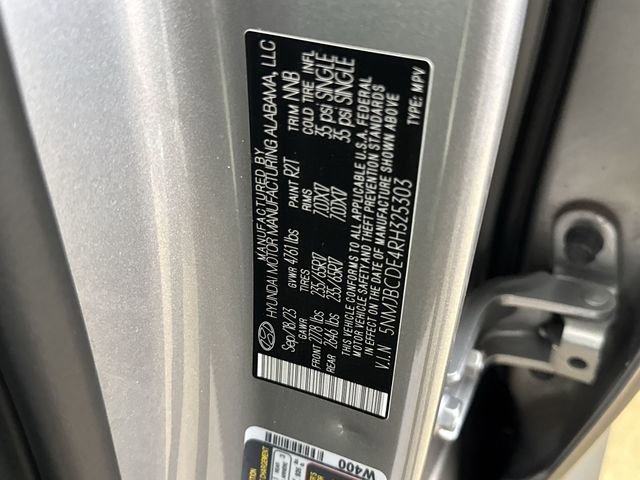 MANUFACTURED BY
HYUNDAI MOTOR MANUFACTURING ALABAMA, LLC
Sep/18/23 GVWR 4761 lbs PAINT R2T TRIM NNB
GAWR TIRES RIMS COLD TIRE INFL
FRONT 2778 lbs 235/65R17 7.0JX17 35 psi SINGLE
REAR 2646 lbs 235/65R17 7.0JX17 35 psi SINGLE
THIS VEHICLE CONFORMS TO ALL APPLICABLE U.S.A. FEDERAL
MOTOR VEHICLE SAFETY AND THEFT PREVENTION STANDARDS
IN EFFECT ON THE DATE OF MANUFACTURE SHOWN ABOVE
V.I.N 5NMJBCDE4RH325303 TYPE: MPV
W400